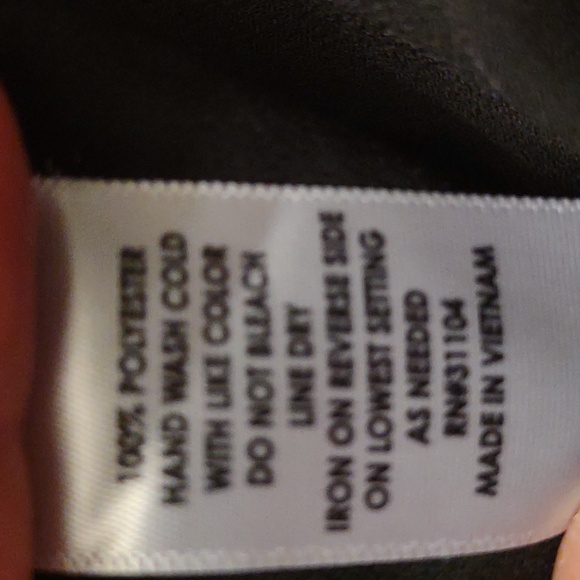 100% POLYESTER
HAND WASH COLD
WITH LIKE COLOR
DO NOT BLEACH
LINE DRY
IRON ON REVERSE SIDE
ON LOWEST SETTING
AS NEEDED
RN#31104
MADE IN VIETNAM